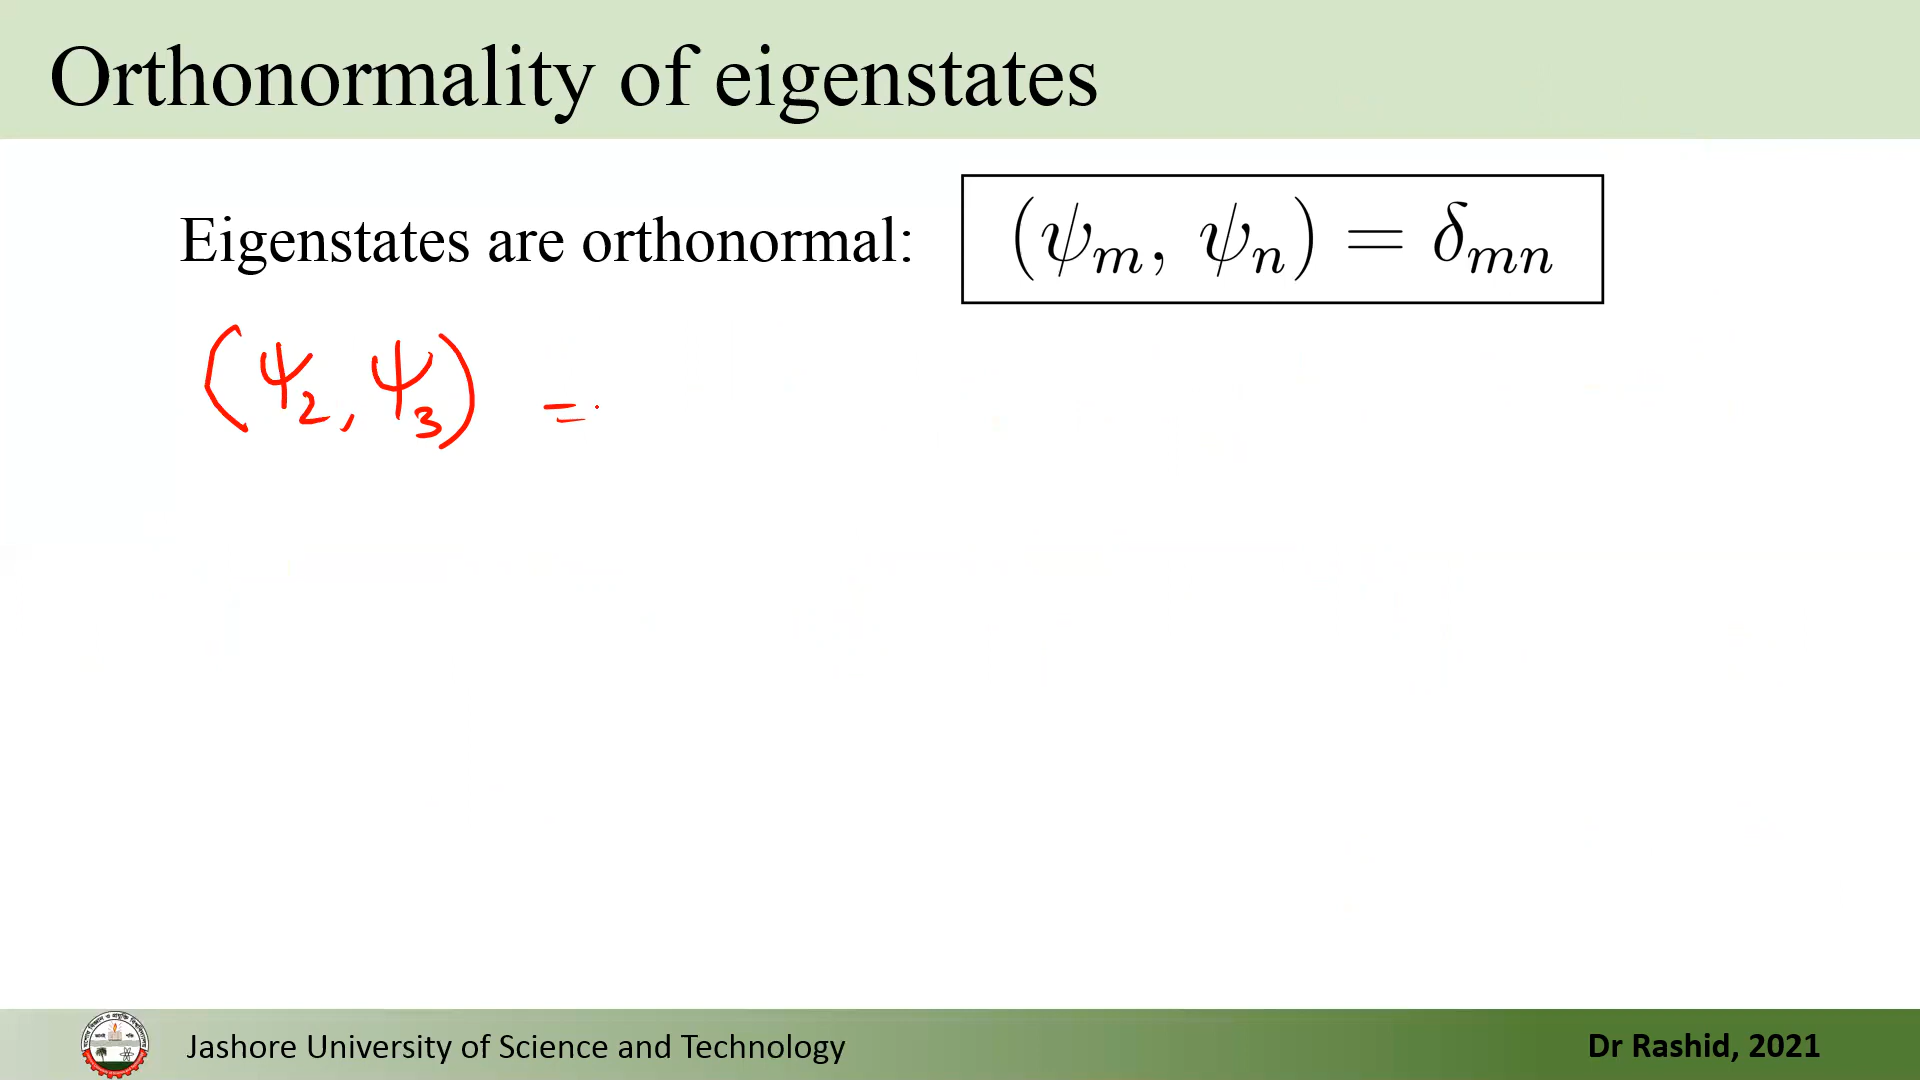 Orthonormality of eigenstates
Eigenstates are orthonormal: (ψₘ, ψₙ) = δₘₙ
(ψ₂, ψ₃) =
Jashore University of Science and Technology
Dr Rashid, 2021